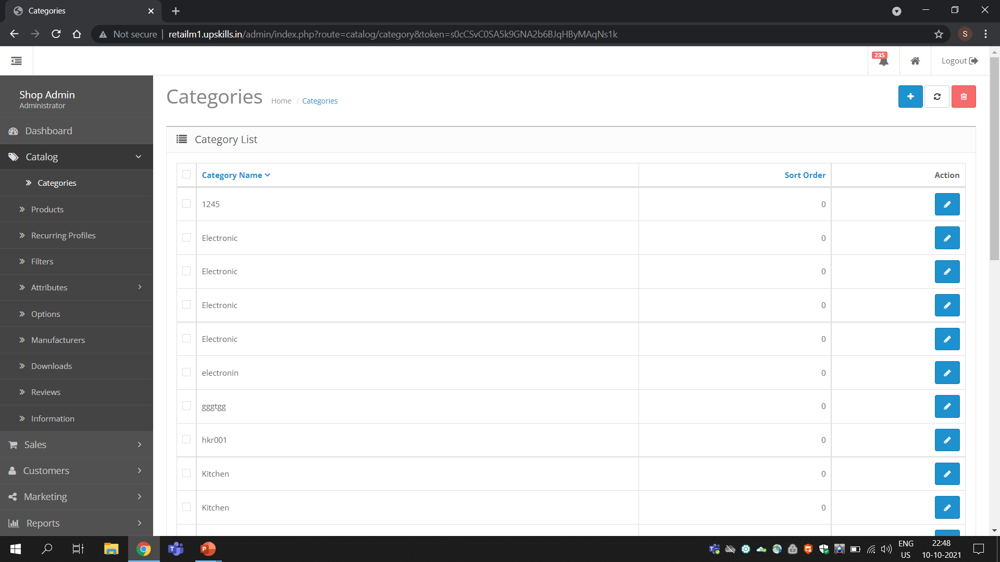 Categories
Not secure
retailm1.upskills.in/admin/index.php?route=catalog/category&token=s0cCSvC0SA5k9GNA2b6BJqHByMAqNs1k
S
235
Logout
Shop Admin
Administrator
Dashboard
Catalog
Categories
Products
Recurring Profiles
Filters
Attributes
Options
Manufacturers
Downloads
Reviews
Information
Sales
Customers
Marketing
Reports
Categories
Home / Categories
Category List
Category Name Sort Order Action
1245 0
Electronic 0
Electronic 0
Electronic 0
Electronic 0
electronin 0
gggtgg 0
hkr001 0
Kitchen 0
Kitchen 0
ENG
US
22:48
10-10-2021